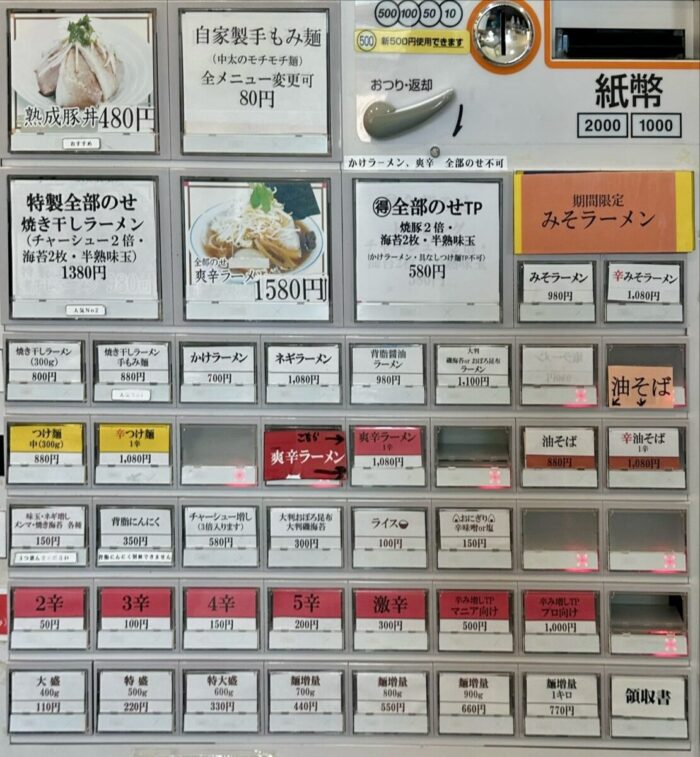 500 100 50 10
500 新500円使用できます
おつり・返却
紙幣
2000 1000
熟成豚丼480円
おすすめ
自家製手もみ麺
(中太のモチモチ麺)
全メニュー変更可
80円
かけラーメン、爽辛 全部のせ不可
特製全部のせ
焼き干しラーメン
(チャーシュー2倍・
海苔2枚・半熟味玉)
1380円
人気No2
全部のせ
爽辛ラーメン 1580円
得全部のせTP
焼豚2倍・
海苔2枚・半熟味玉
(かけラーメン・具なしつけ麺TP不可)
580円
期間限定
みそラーメン
みそラーメン
980円
辛みそラーメン
1,080円
焼き干しラーメン
(300g)
800円
焼き干しラーメン
手もみ麺
880円
かけラーメン
700円
ネギラーメン
1,080円
背脂醤油
ラーメン
980円
大判
磯海苔orおぼろ昆布
ラーメン
1,100円
油そば
つけ麺
中(300g)
880円
辛つけ麺
1辛
1,080円
こちら
爽辛ラーメン
爽辛ラーメン
1辛
1,080円
油そば
880円
辛油そば
1辛
1,080円
味玉・ネギ増し
メンマ・焼き海苔 各種
150円
背脂にんにく
350円
チャーシュー増し
(3倍入ります)
580円
大判おぼろ昆布
大判磯海苔
300円
ライス
100円
おにぎり
辛味噌or塩
150円
2辛
50円
3辛
100円
4辛
150円
5辛
200円
激辛
300円
辛み増しTP
マニア向け
500円
辛み増しTP
プロ向け
1,000円
大盛
400g
110円
特盛
500g
220円
特大盛
600g
330円
麺増量
700g
440円
麺増量
800g
550円
麺増量
900g
660円
麺増量
1キロ
770円
領収書